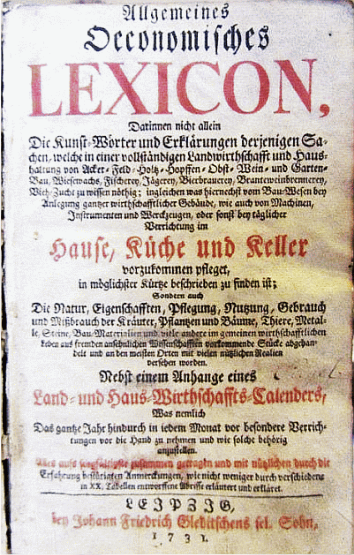 Allgemeines
Oeconomisches
LEXICON,
Darinnen nicht allein
Die Kunst-Wörter und Erklärungen derjenigen Sa-
chen, welche in einer vollständigen Landwirthschafft und Haus-
haltung von Acker- Feld- Holtz- Hopffen- Obst- Wein- und Garten-
Bau, Wiesewachs, Fischerey, Jägerey, Bierbrauerey, Branteweinbrennerey,
Vieh-Zucht zu wissen nöthig; ingleichen was hiernechst vom Bau-Wesen bey
Anlegung gantzer wirthschafftlicher Gebäude, wie auch von Machinen,
Instrumenten und Werckzeugen, oder sonst bey täglicher
Verrichtung im
Hause, Küche und Keller
vorzukommen pfleget,
in möglichster Kürtze beschrieben zu finden ist;
Sondern auch
Die Natur, Eigenschafften, Pflegung, Nutzung, Gebrauch
und Mißbrauch der Kräuter, Pflantzen und Bäume, Thiere, Metal-
le, Steine, Bau-Materialien und viele andere im gemeinen wirthschafftlichen
Leben aus fremden Wissenschafften vorkommende Stücke abgehan-
delt und an den meisten Orten mit vielen nützlichen Realien
versehen worden.
Nebst einem Anhange eines
Land- und Haus-Wirthschaffts-Calenders,
Was nemlich
Das gantze Jahr hindurch in iedem Monat vor besondere Verrich-
tungen vor die Hand zu nehmen und wie solche behörig
anzustellen.
Alles aufs sorgfältigste zusammen getragen und mit nützlichen durch die
Erfahrung bestärigten Anmerckungen, wie nicht weniger durch verschiedene
in XX. Tabellen entworffene Abrisse erläutert und erkläret.
LEIPZIG,
bey Johann Friedrich Gleditschens sel. Sohn,
1731.